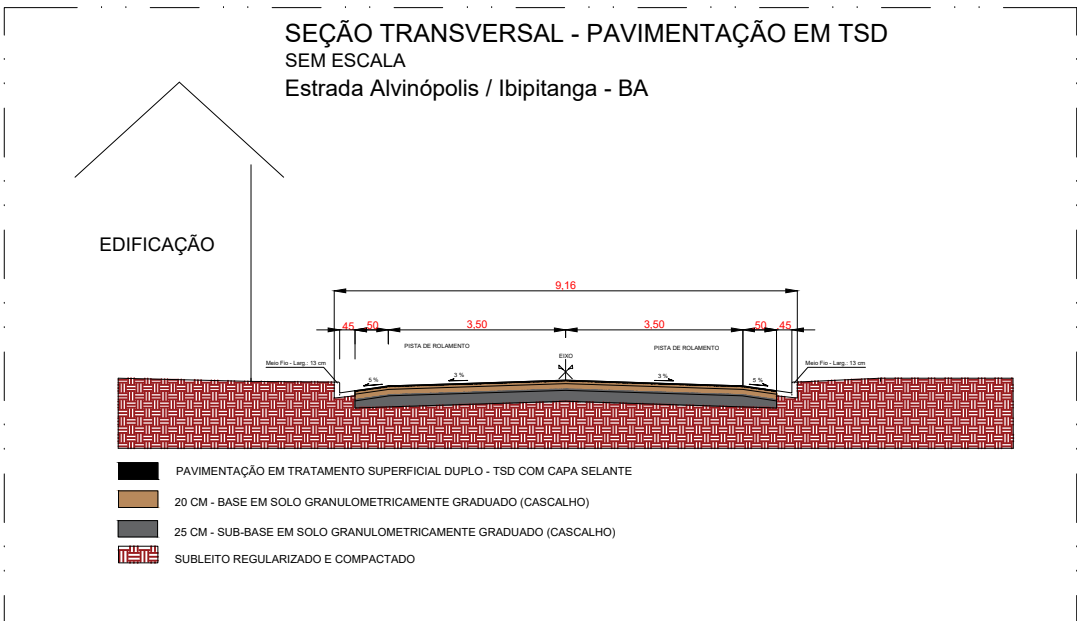 SEÇÃO TRANSVERSAL - PAVIMENTAÇÃO EM TSD
SEM ESCALA
Estrada Alvinópolis / Ibipitanga - BA
EDIFICAÇÃO
9,16
45 50 3,50 3,50 50 45
PISTA DE ROLAMENTO PISTA DE ROLAMENTO
EIXO
Meio Fio - Larg.: 13 cm Meio Fio - Larg.: 13 cm
5 % 3 % 3 % 5 %
PAVIMENTAÇÃO EM TRATAMENTO SUPERFICIAL DUPLO - TSD COM CAPA SELANTE
20 CM - BASE EM SOLO GRANULOMETRICAMENTE GRADUADO (CASCALHO)
25 CM - SUB-BASE EM SOLO GRANULOMETRICAMENTE GRADUADO (CASCALHO)
SUBLEITO REGULARIZADO E COMPACTADO